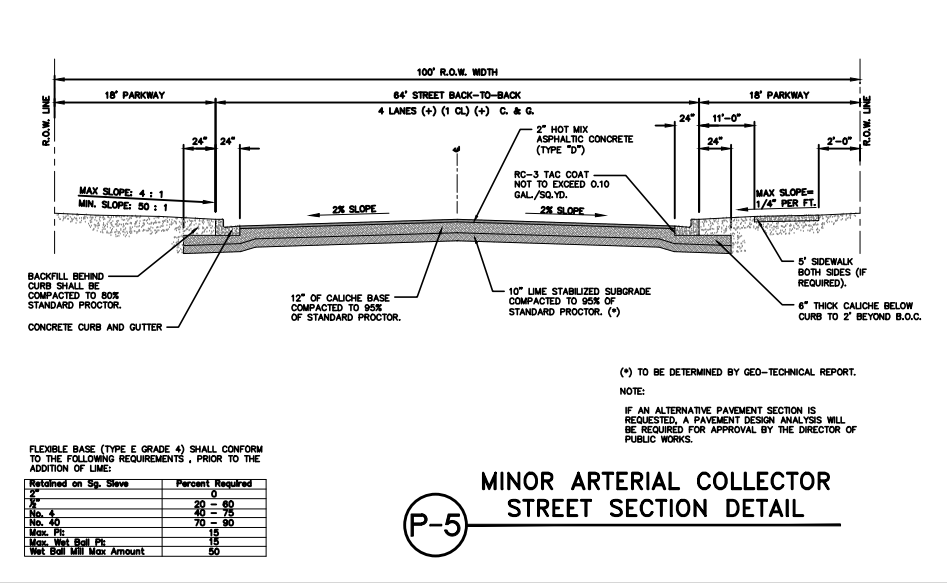 100' R.O.W. WIDTH
18' PARKWAY
64' STREET BACK-TO-BACK
18' PARKWAY
4 LANES (+) (1 CL) (+) C. & G.
R.O.W. LINE
R.O.W. LINE
24"
24"
24"
11'-0"
24"
2'-0"
2" HOT MIX
ASPHALTIC CONCRETE
(TYPE "D")
RC-3 TAC COAT
NOT TO EXCEED 0.10
GAL./SQ.YD.
MAX SLOPE: 4 : 1
MIN. SLOPE: 50 : 1
MAX SLOPE=
1/4" PER FT.
2% SLOPE
2% SLOPE
BACKFILL BEHIND
CURB SHALL BE
COMPACTED TO 80%
STANDARD PROCTOR.
CONCRETE CURB AND GUTTER
12" OF CALICHE BASE
COMPACTED TO 95%
OF STANDARD PROCTOR.
10" LIME STABILIZED SUBGRADE
COMPACTED TO 95% OF
STANDARD PROCTOR. (*)
5' SIDEWALK
BOTH SIDES (IF
REQUIRED).
6" THICK CALICHE BELOW
CURB TO 2' BEYOND B.O.C.
(*) TO BE DETERMINED BY GEO-TECHNICAL REPORT.
NOTE:
IF AN ALTERNATIVE PAVEMENT SECTION IS
REQUESTED, A PAVEMENT DESIGN ANALYSIS WILL
BE REQUIRED FOR APPROVAL BY THE DIRECTOR OF
PUBLIC WORKS.
FLEXIBLE BASE (TYPE E GRADE 4) SHALL CONFORM
TO THE FOLLOWING REQUIREMENTS , PRIOR TO THE
ADDITION OF LIME:
Retained on Sg. Sieve Percent Required
2" 0
½" 20 - 60
No. 4 40 - 75
No. 40 70 - 90
Max. PI: 15
Max. Wet Ball PI: 15
Wet Ball Mill Max Amount 50
P-5
MINOR ARTERIAL COLLECTOR
STREET SECTION DETAIL